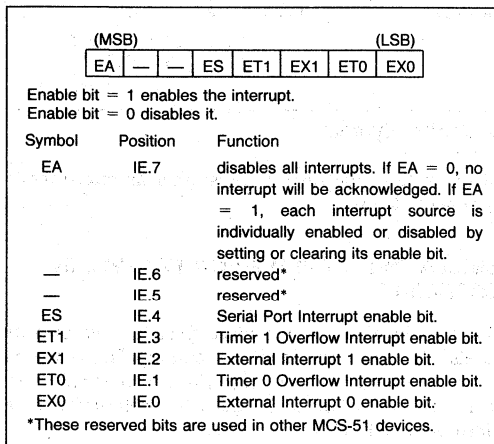 (MSB) (LSB)
EA — — ES ET1 EX1 ET0 EX0
Enable bit = 1 enables the interrupt.
Enable bit = 0 disables it.
Symbol Position Function
EA IE.7 disables all interrupts. If EA = 0, no
interrupt will be acknowledged. If EA
= 1, each interrupt source is
individually enabled or disabled by
setting or clearing its enable bit.
— IE.6 reserved*
— IE.5 reserved*
ES IE.4 Serial Port Interrupt enable bit.
ET1 IE.3 Timer 1 Overflow Interrupt enable bit.
EX1 IE.2 External Interrupt 1 enable bit.
ET0 IE.1 Timer 0 Overflow Interrupt enable bit.
EX0 IE.0 External Interrupt 0 enable bit.
*These reserved bits are used in other MCS-51 devices.